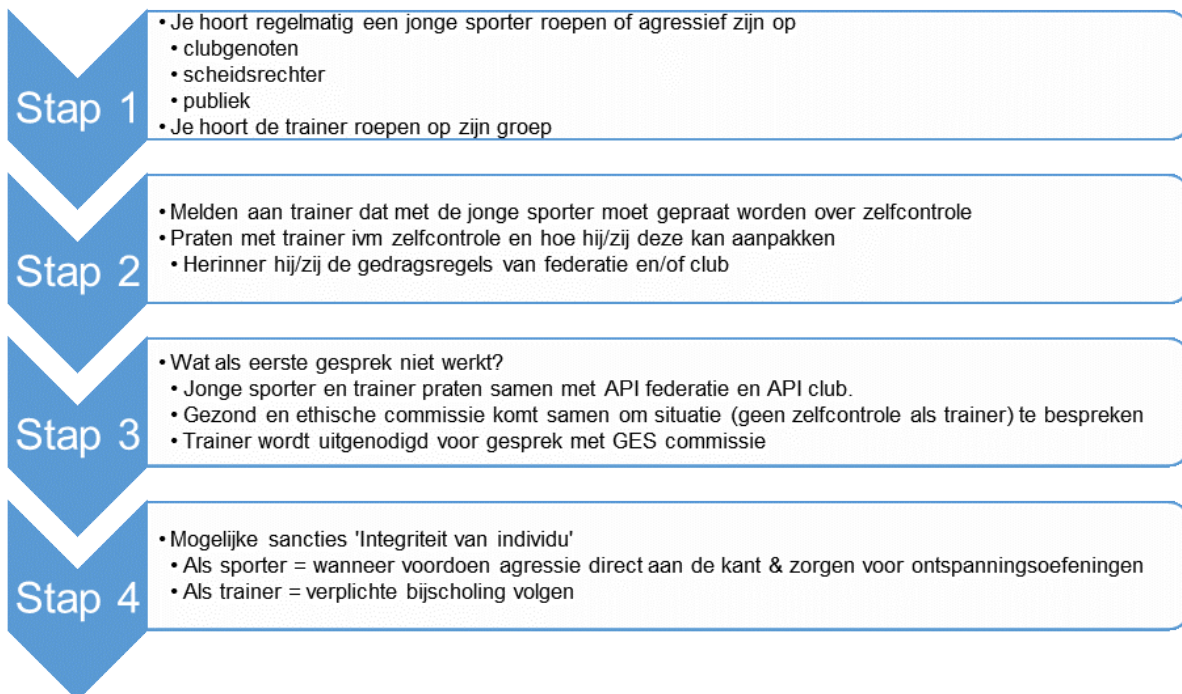 Stap 1
• Je hoort regelmatig een jonge sporter roepen of agressief zijn op
• clubgenoten
• scheidsrechter
• publiek
• Je hoort de trainer roepen op zijn groep
Stap 2
• Melden aan trainer dat met de jonge sporter moet gepraat worden over zelfcontrole
• Praten met trainer ivm zelfcontrole en hoe hij/zij deze kan aanpakken
• Herinner hij/zij de gedragsregels van federatie en/of club
Stap 3
• Wat als eerste gesprek niet werkt?
• Jonge sporter en trainer praten samen met API federatie en API club.
• Gezond en ethische commissie komt samen om situatie (geen zelfcontrole als trainer) te bespreken
• Trainer wordt uitgenodigd voor gesprek met GES commissie
Stap 4
• Mogelijke sancties 'Integriteit van individu'
• Als sporter = wanneer voordoen agressie direct aan de kant & zorgen voor ontspanningsoefeningen
• Als trainer = verplichte bijscholing volgen